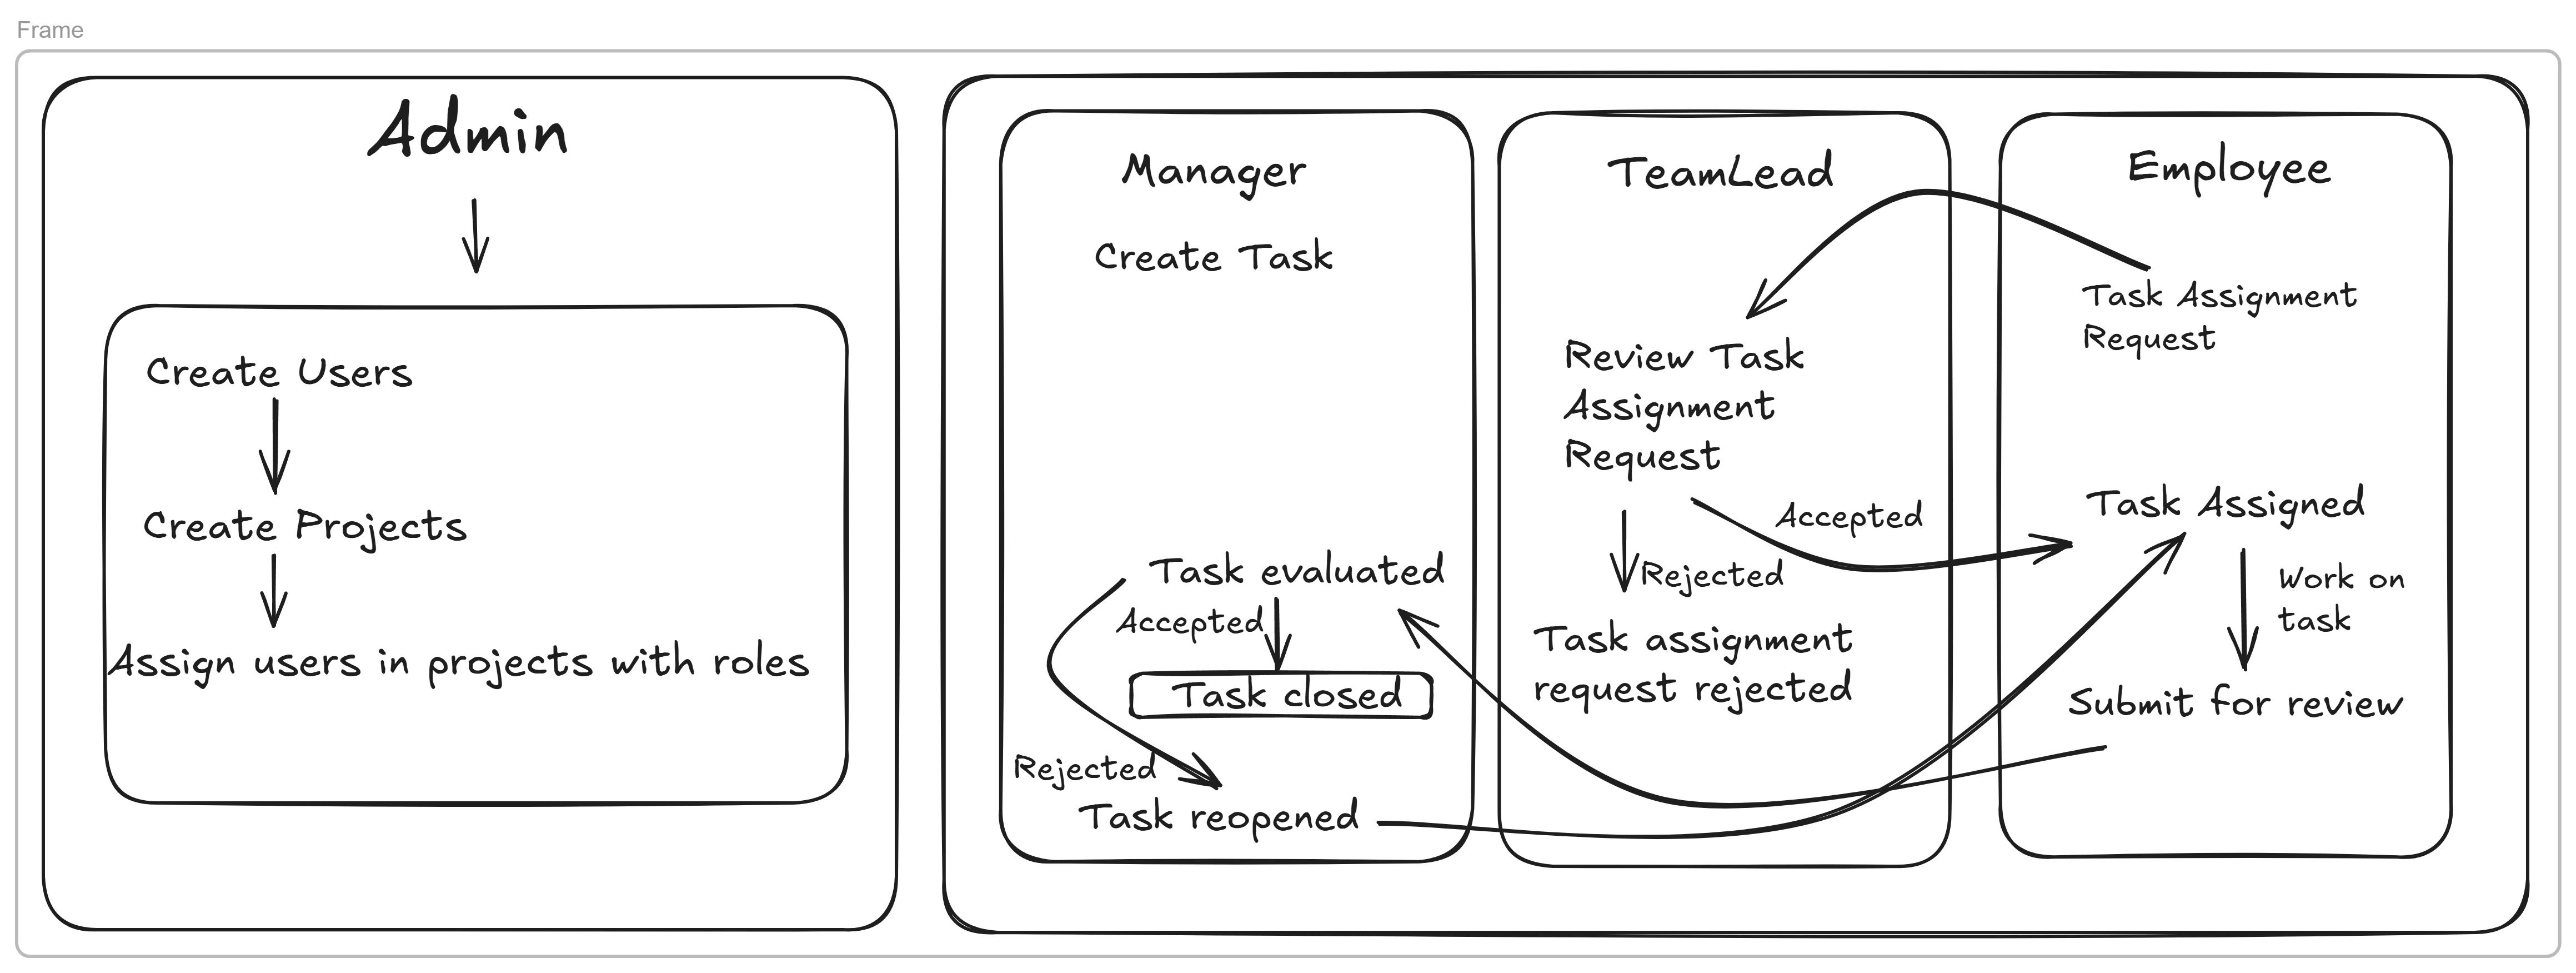 Frame
Admin
Create Users
Create Projects
Assign users in projects with roles
Manager
Create Task
Task evaluated
Accepted
Task closed
Rejected
Task reopened
TeamLead
Review Task
Assignment
Request
Accepted
Rejected
Task assignment
request rejected
Employee
Task Assignment
Request
Task Assigned
Work on
task
Submit for review